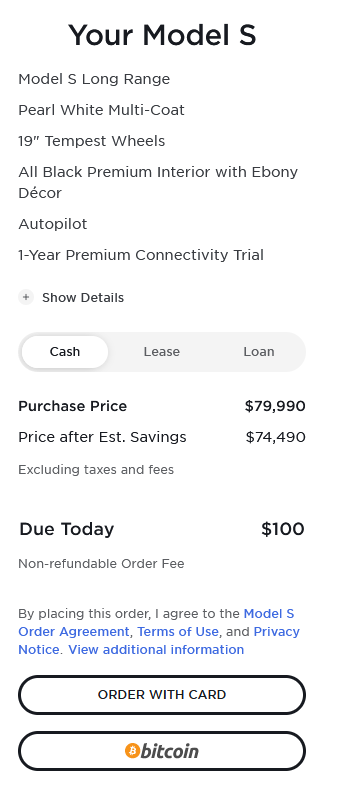 Your Model S
Model S Long Range
Pearl White Multi-Coat
19" Tempest Wheels
All Black Premium Interior with Ebony
Décor
Autopilot
1-Year Premium Connectivity Trial
+ Show Details
Cash Lease Loan
Purchase Price $79,990
Price after Est. Savings $74,490
Excluding taxes and fees
Due Today $100
Non-refundable Order Fee
By placing this order, I agree to the Model S
Order Agreement, Terms of Use, and Privacy
Notice. View additional information
ORDER WITH CARD
bitcoin